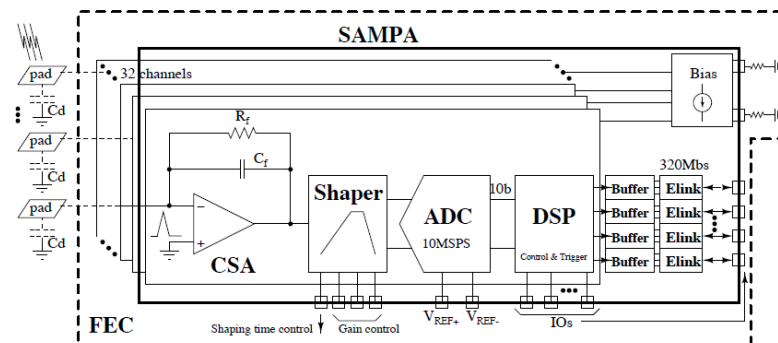 SAMPA
pad
32 channels
Bias
Cd
Rf
Cf
pad
Cd
Shaper
ADC
10MSPS
10b
DSP
Control & Trigger
320Mbs
Buffer
Elink
Buffer
Elink
Buffer
Elink
Buffer
Elink
pad
Cd
−
+
CSA
FEC
Shaping time control
Gain control
VREF+
VREF-
IOs